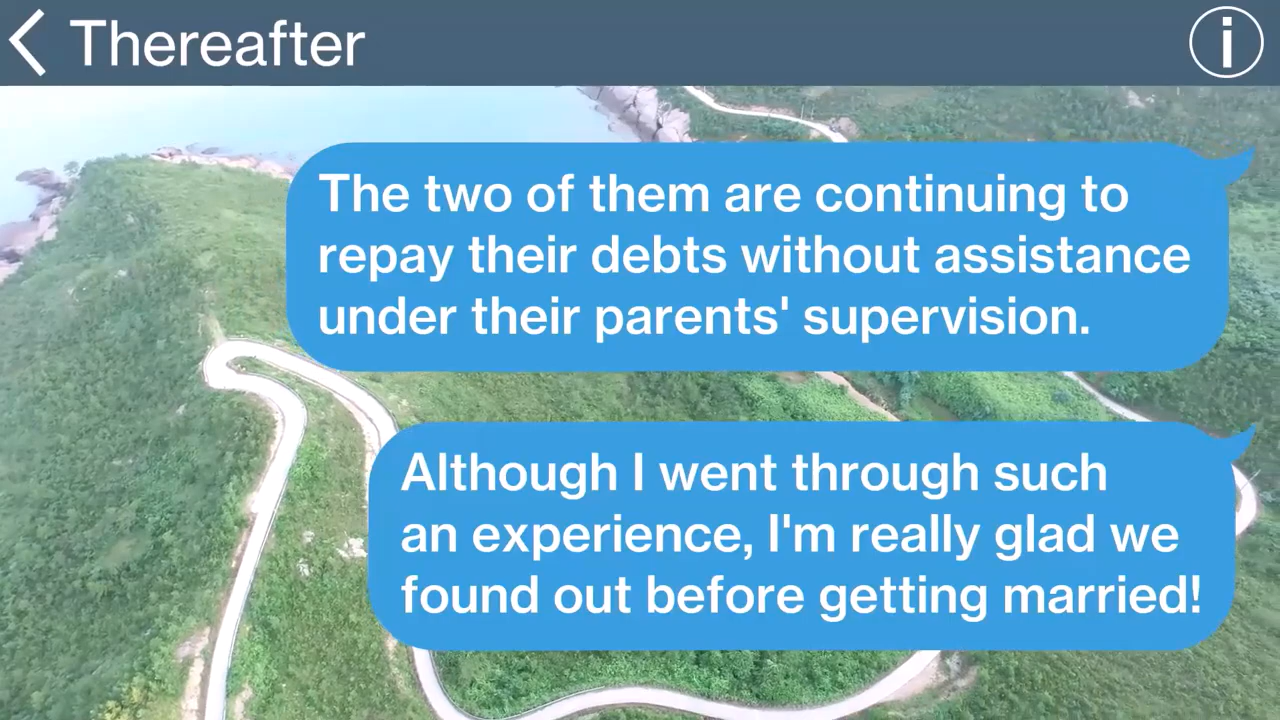 Thereafter
The two of them are continuing to
repay their debts without assistance
under their parents' supervision.
Although I went through such
an experience, I'm really glad we
found out before getting married!